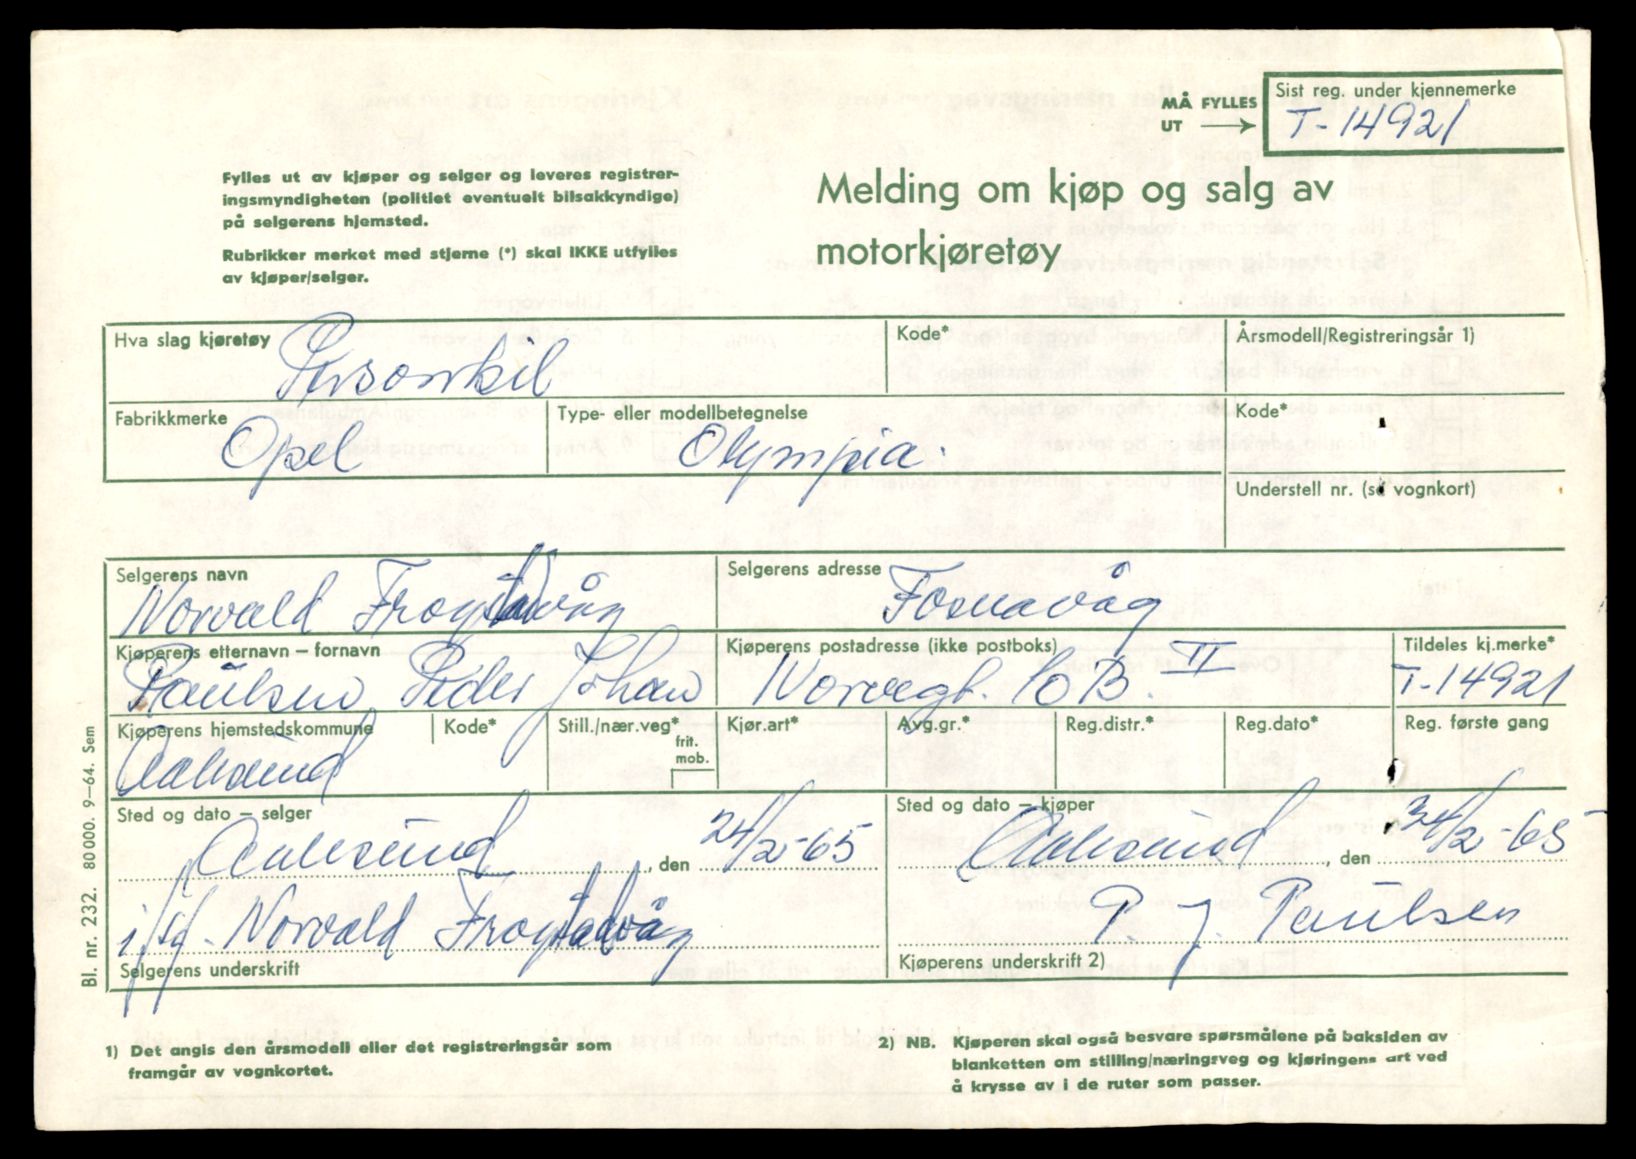 MÅ FYLLES UT
Sist reg. under kjennemerke
T-14921
Fylles ut av kjøper og selger og leveres registrer-
ingsmyndigheten (politiet eventuelt bilsakkyndige)
på selgerens hjemsted.
Rubrikker merket med stjerne (*) skal IKKE utfylles
av kjøper/selger.
Melding om kjøp og salg av
motorkjøretøy
Hva slag kjøretøy
Personbil
Kode*
Årsmodell/Registreringsår 1)
Fabrikkmerke
Opel
Type- eller modellbetegnelse
Olympia.
Kode*
Understell nr. (se vognkort)
Selgerens navn
Norvald
Selgerens adresse
Fosnavåg
Kjøperens etternavn – fornavn
Paulsen Peder Johan
Kjøperens postadresse (ikke postboks)
Norvegt. 10 B. II
Tildeles kj.merke*
T-14921
Kjøperens hjemstedskommune
Aalesund
Kode*
Still./nær.veg*
frit.
mob.
Kjør.art*
Avg.gr.*
Reg.distr.*
Reg.dato*
Reg. første gang
Sted og dato – selger
Aalesund, den 24/2-65
Sted og dato – kjøper
Aalesund, den 24/2-65
Norvald
Selgerens underskrift
P. J. Paulsen
Kjøperens underskrift 2)
Bl. nr. 232. 80000. 9–64. Sem
1) Det angis den årsmodell eller det registreringsår som
framgår av vognkortet.
2) NB. Kjøperen skal også besvare spørsmålene på baksiden av
blanketten om stilling/næringsveg og kjøringens art ved
å krysse av i de ruter som passer.